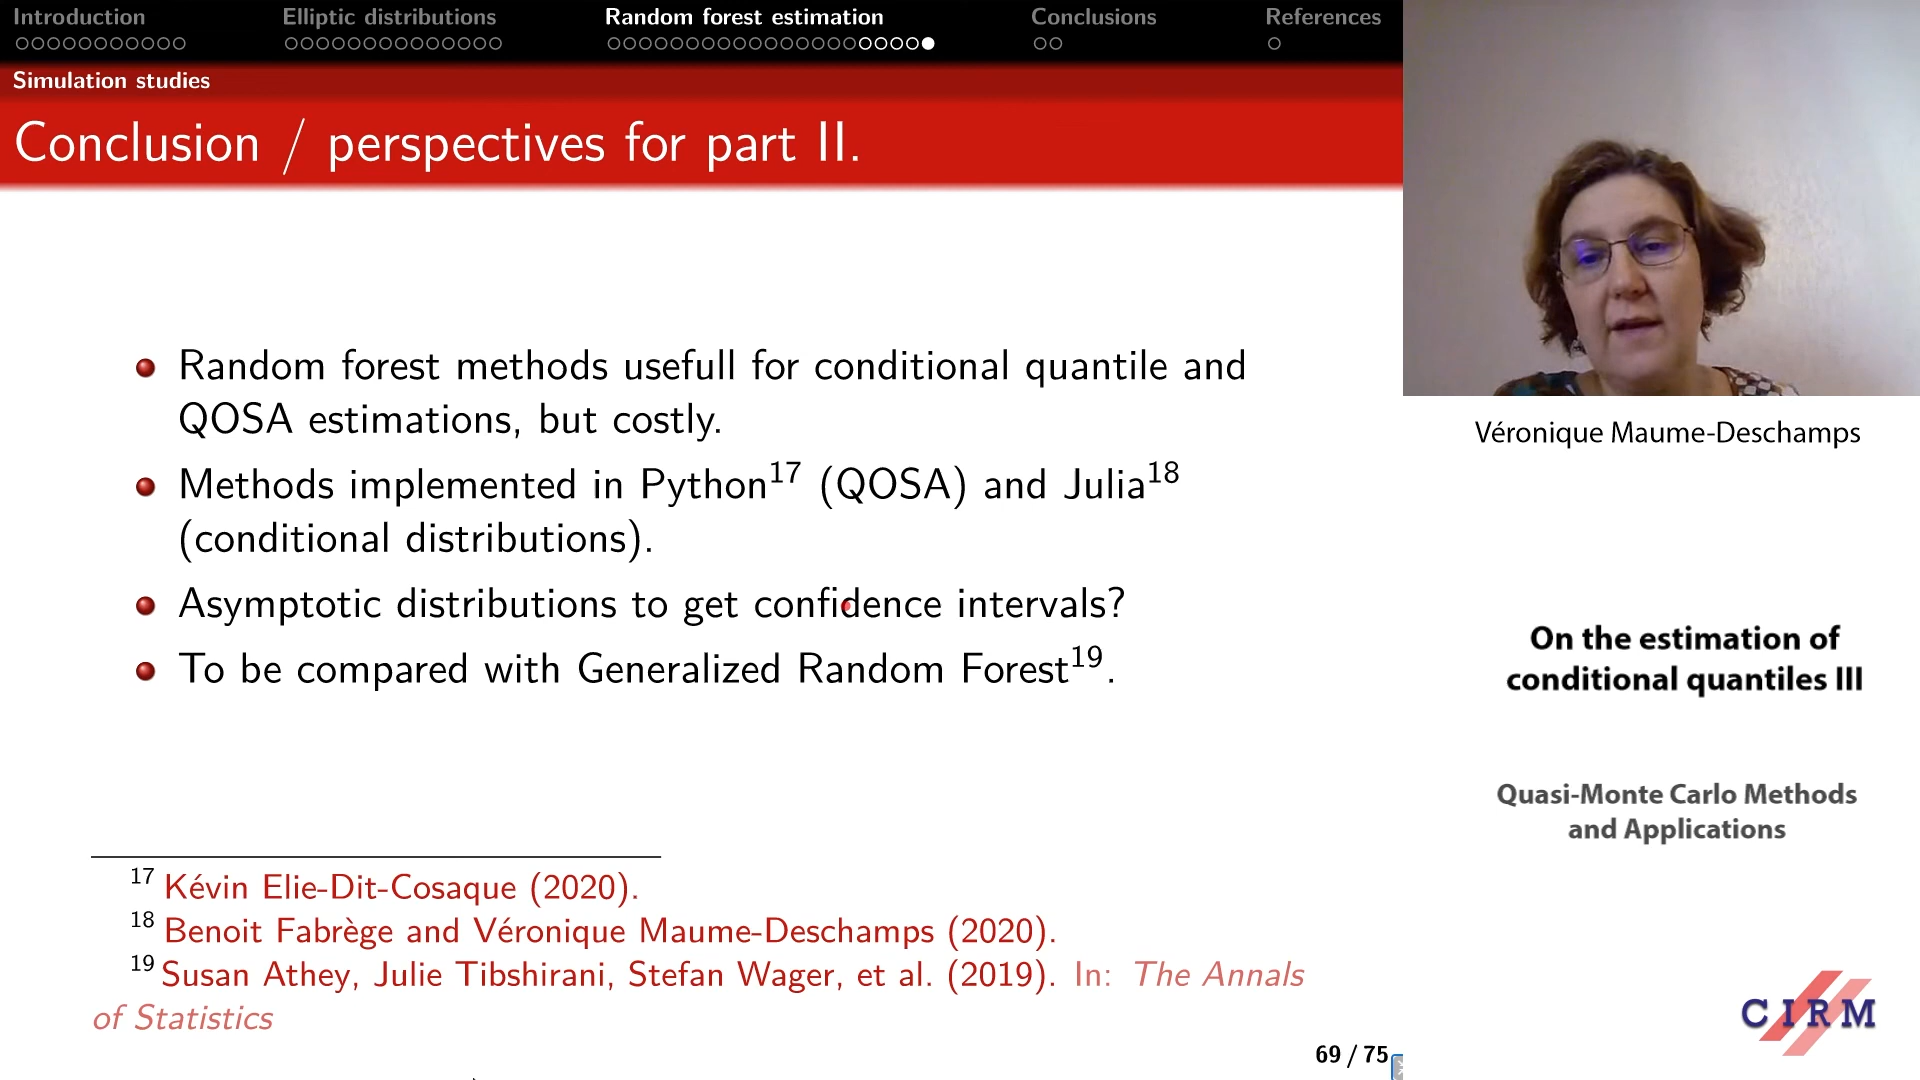 Introduction
Elliptic distributions
Random forest estimation
Conclusions
References
Simulation studies
Conclusion / perspectives for part II.
Random forest methods usefull for conditional quantile and
QOSA estimations, but costly.
Methods implemented in Python17 (QOSA) and Julia18
(conditional distributions).
Asymptotic distributions to get confidence intervals?
To be compared with Generalized Random Forest19.
17 Kévin Elie-Dit-Cosaque (2020).
18 Benoit Fabrège and Véronique Maume-Deschamps (2020).
19 Susan Athey, Julie Tibshirani, Stefan Wager, et al. (2019). In: The Annals
of Statistics
69 / 75
Véronique Maume-Deschamps
On the estimation of
conditional quantiles III
Quasi-Monte Carlo Methods
and Applications
CIRM